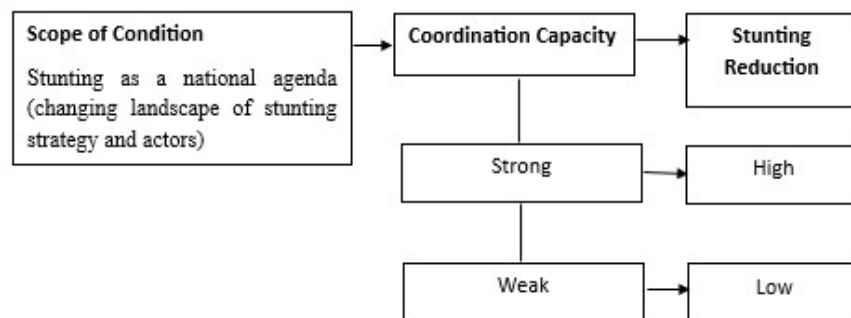 Scope of Condition
Stunting as a national agenda
(changing landscape of stunting
strategy and actors)
Coordination Capacity
Stunting
Reduction
Strong
High
Weak
Low